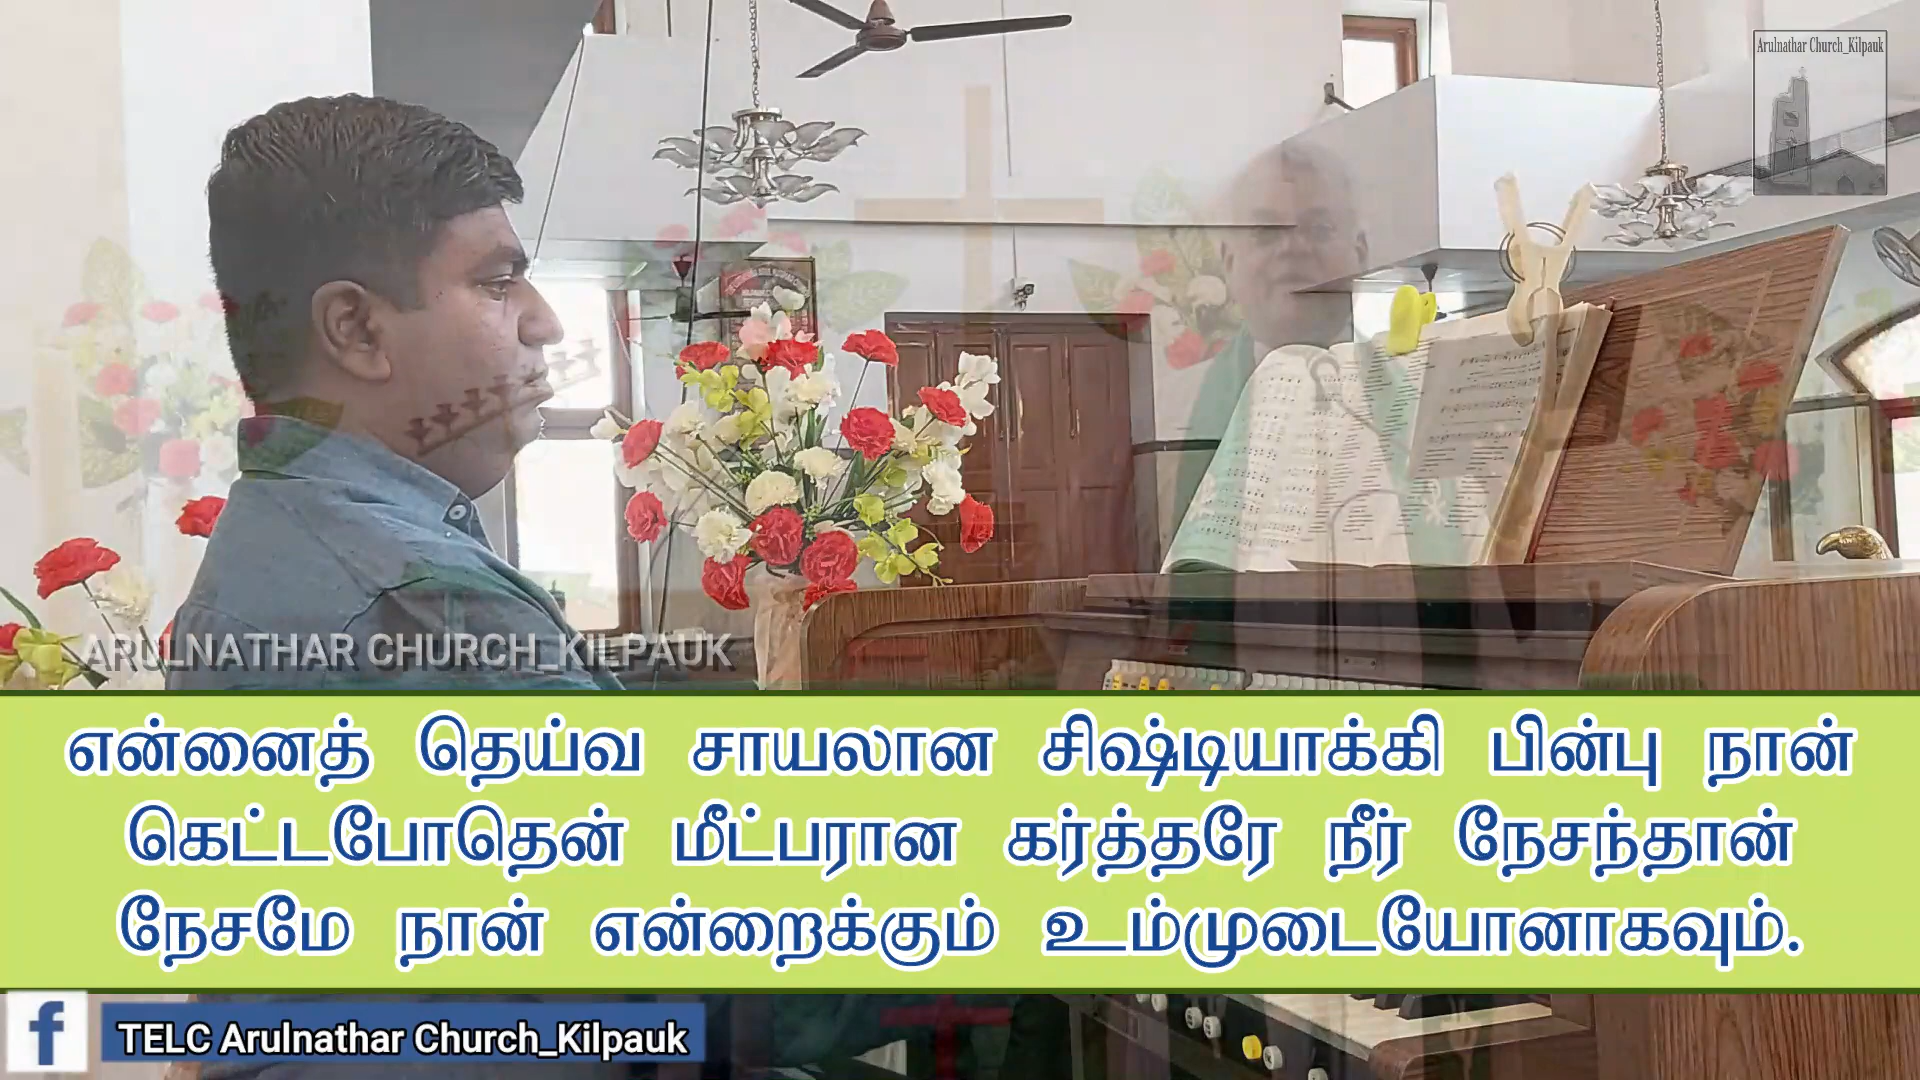 Arulnathar Church_Kilpauk
ARULNATHAR CHURCH_KILPAUK
என்னைத் தெய்வ சாயலான சிஷ்டியாக்கி பின்பு நான்
கெட்டபோதென் மீட்பரான கர்த்தரே நீர் நேசந்தான்
நேசமே நான் என்றைக்கும் உம்முடையோனாகவும்.
f
TELC Arulnathar Church_Kilpauk